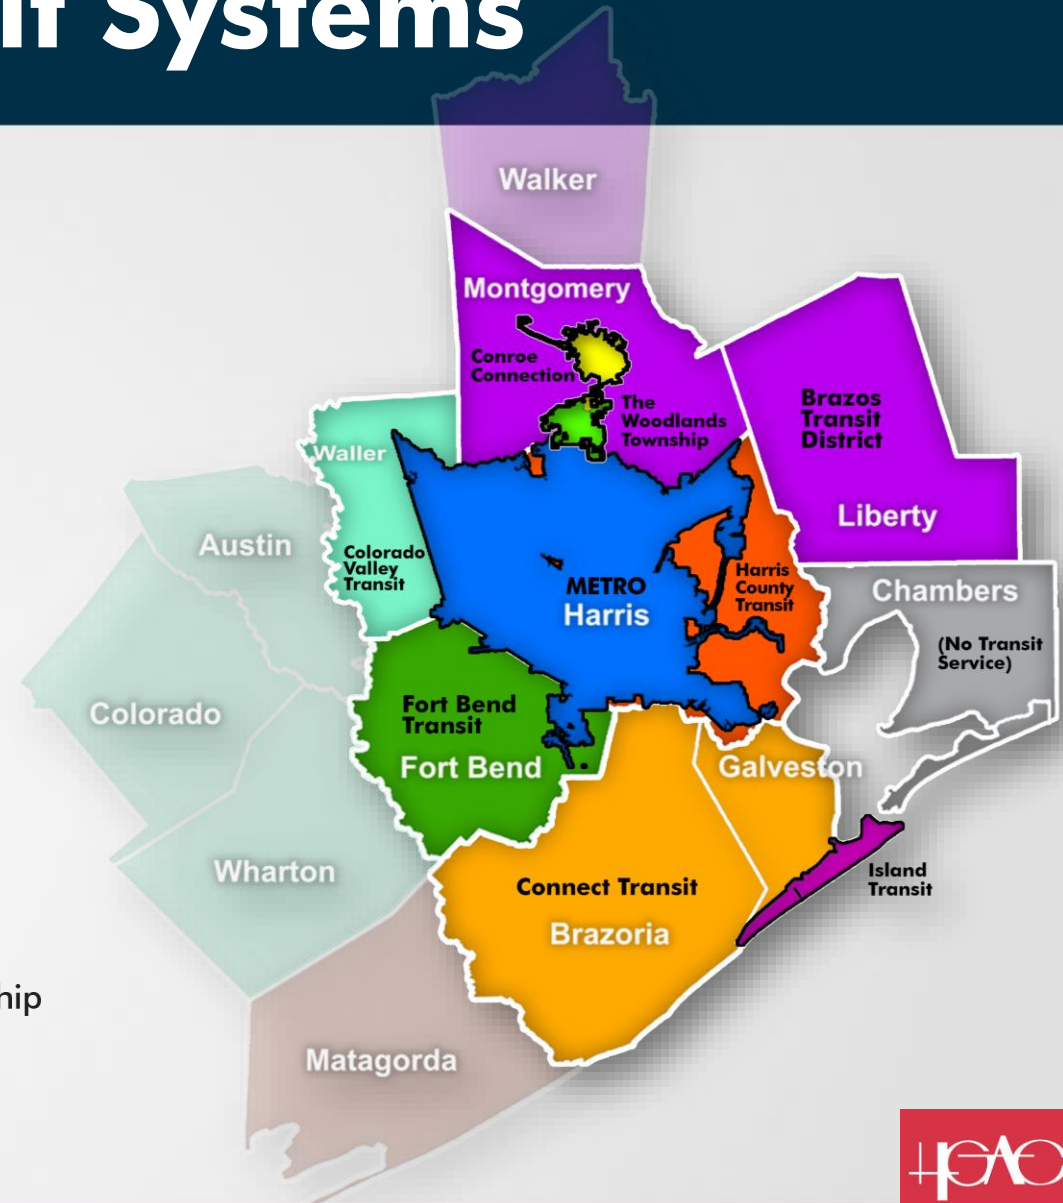 it Systems
Walker
Montgomery
Conroe
Connection
The
Woodlands
Township
Brazos
Transit
District
Liberty
Waller
Colorado
Valley
Transit
Austin
METRO
Harris
Harris
County
Transit
Chambers
(No Transit
Service)
Colorado
Fort Bend
Transit
Fort Bend
Galveston
Wharton
Connect Transit
Brazoria
Island
Transit
hip
Matagorda
HGAC